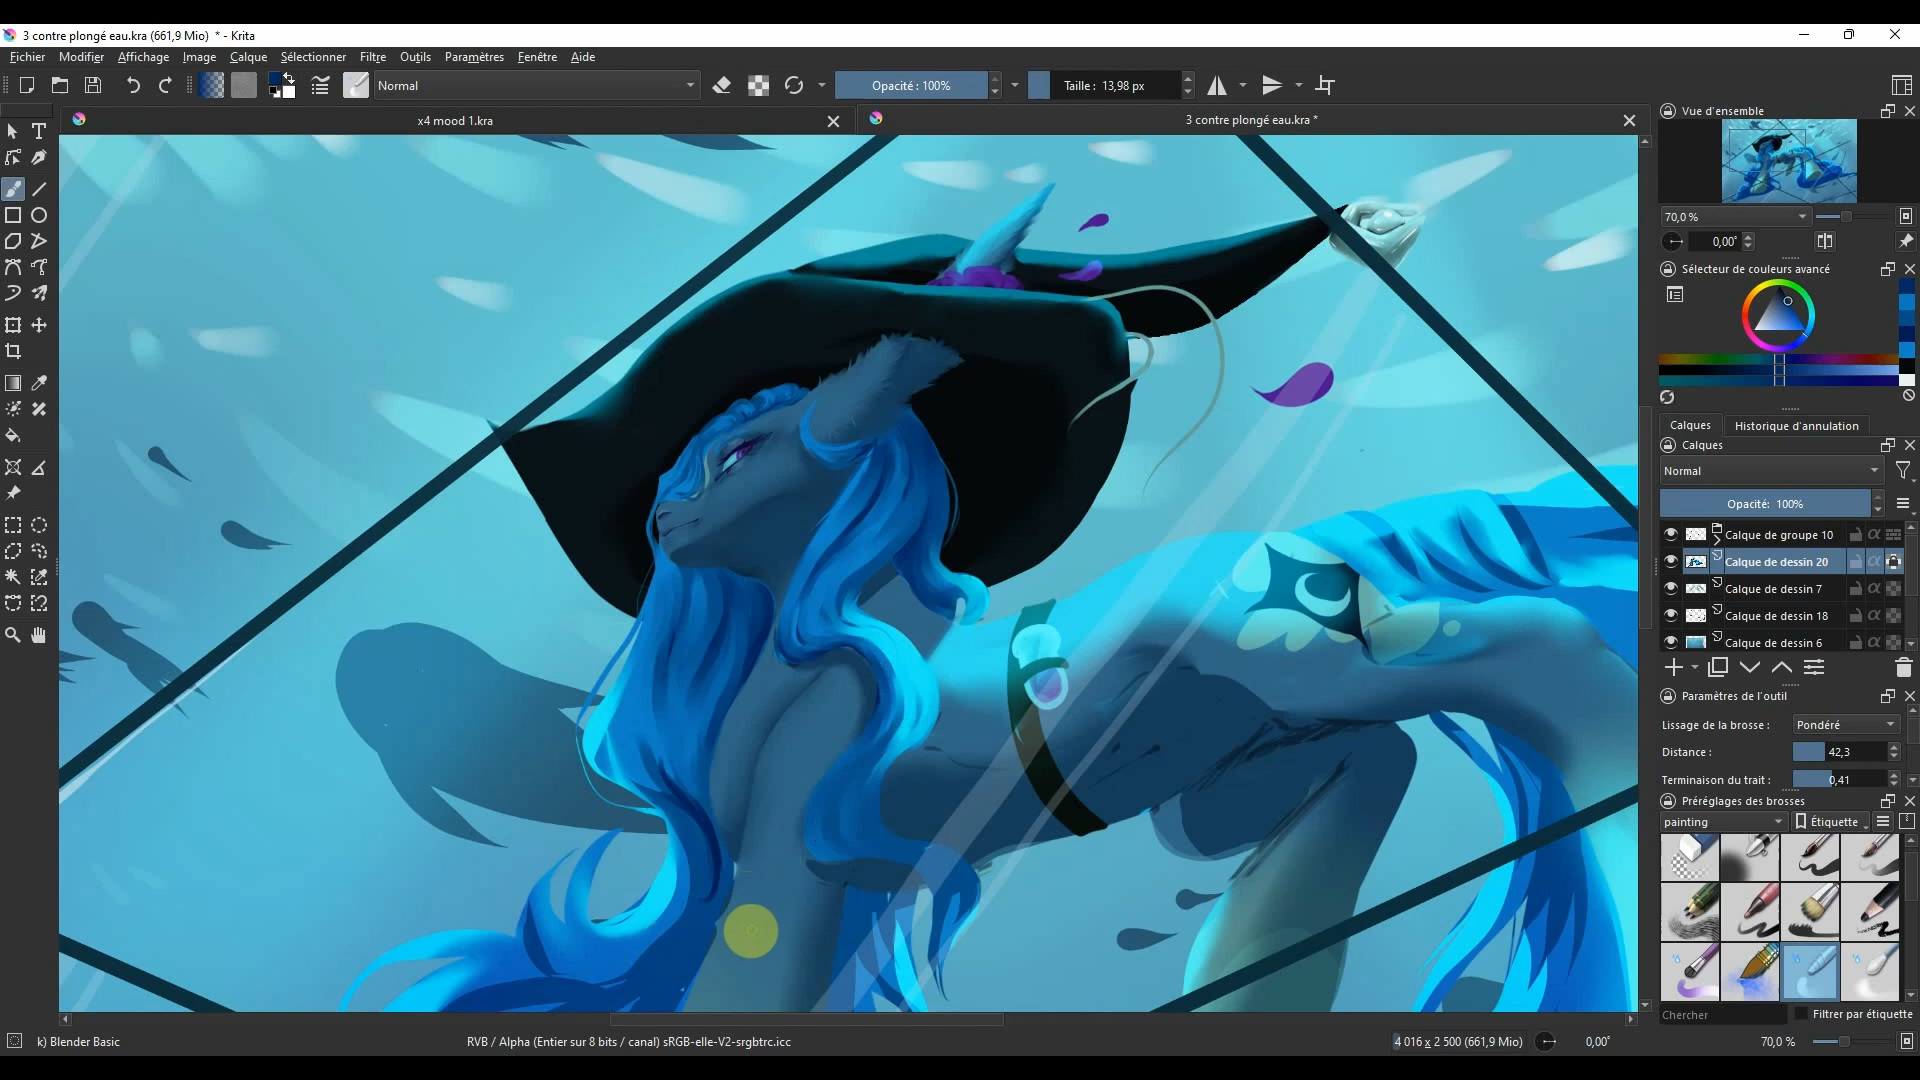 3 contre plongé eau.kra (661,9 Mio) * - Krita
Fichier Modifier Affichage Image Calque Sélectionner Filtre Outils Paramètres Fenêtre Aide
Normal
Opacité : 100%
Taille : 13,98 px
x4 mood 1.kra
3 contre plongé eau.kra *
Vue d'ensemble
70,0 %
0,00°
Sélecteur de couleurs avancé
Calques Historique d'annulation
Calques
Normal
Opacité: 100%
Calque de groupe 10
Calque de dessin 20
Calque de dessin 7
Calque de dessin 18
Calque de dessin 6
Paramètres de l'outil
Lissage de la brosse : Pondéré
Distance : 42,3
Terminaison du trait : 0,41
Préréglages des brosses
painting Étiquette
Chercher Filtrer par étiquette
k) Blender Basic
RVB / Alpha (Entier sur 8 bits / canal) sRGB-elle-V2-srgbtrc.icc
4 016 x 2 500 (661,9 Mio)
0,00°
70,0 %